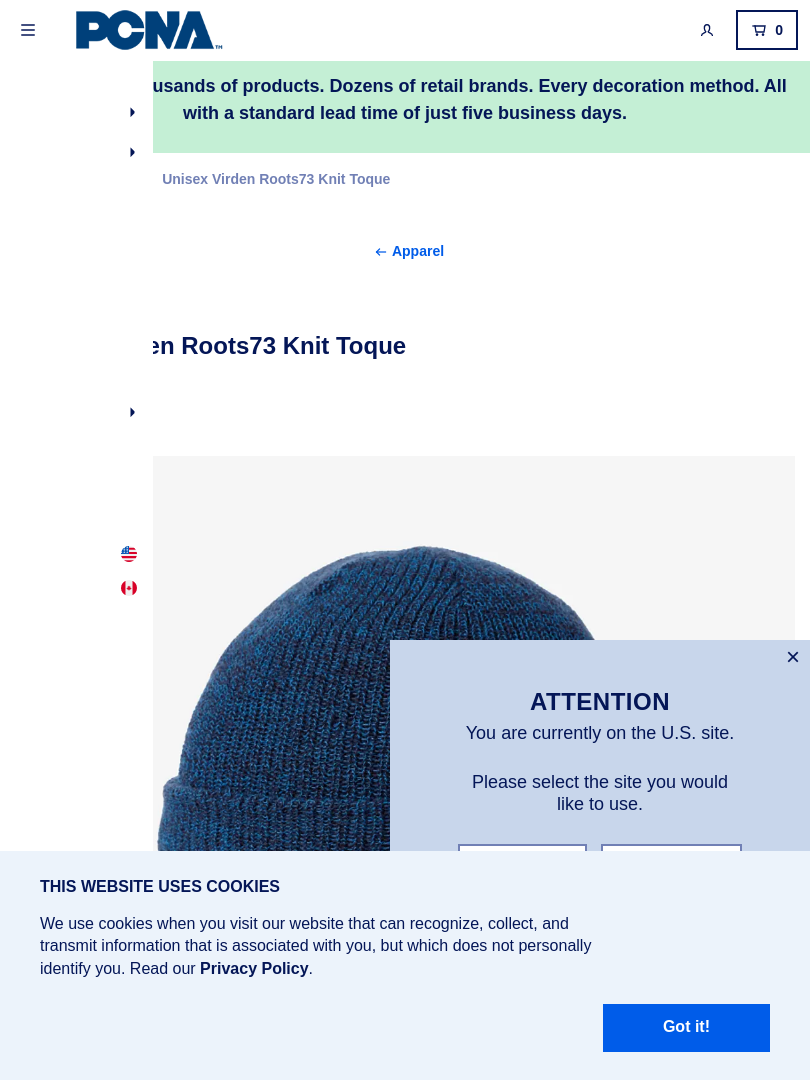 PCNA™
0
usands of products. Dozens of retail brands. Every decoration method. All
with a standard lead time of just five business days.
Unisex Virden Roots73 Knit Toque
← Apparel
en Roots73 Knit Toque
ATTENTION
You are currently on the U.S. site.
Please select the site you would
like to use.
THIS WEBSITE USES COOKIES
We use cookies when you visit our website that can recognize, collect, and
transmit information that is associated with you, but which does not personally
identify you. Read our Privacy Policy.
Got it!